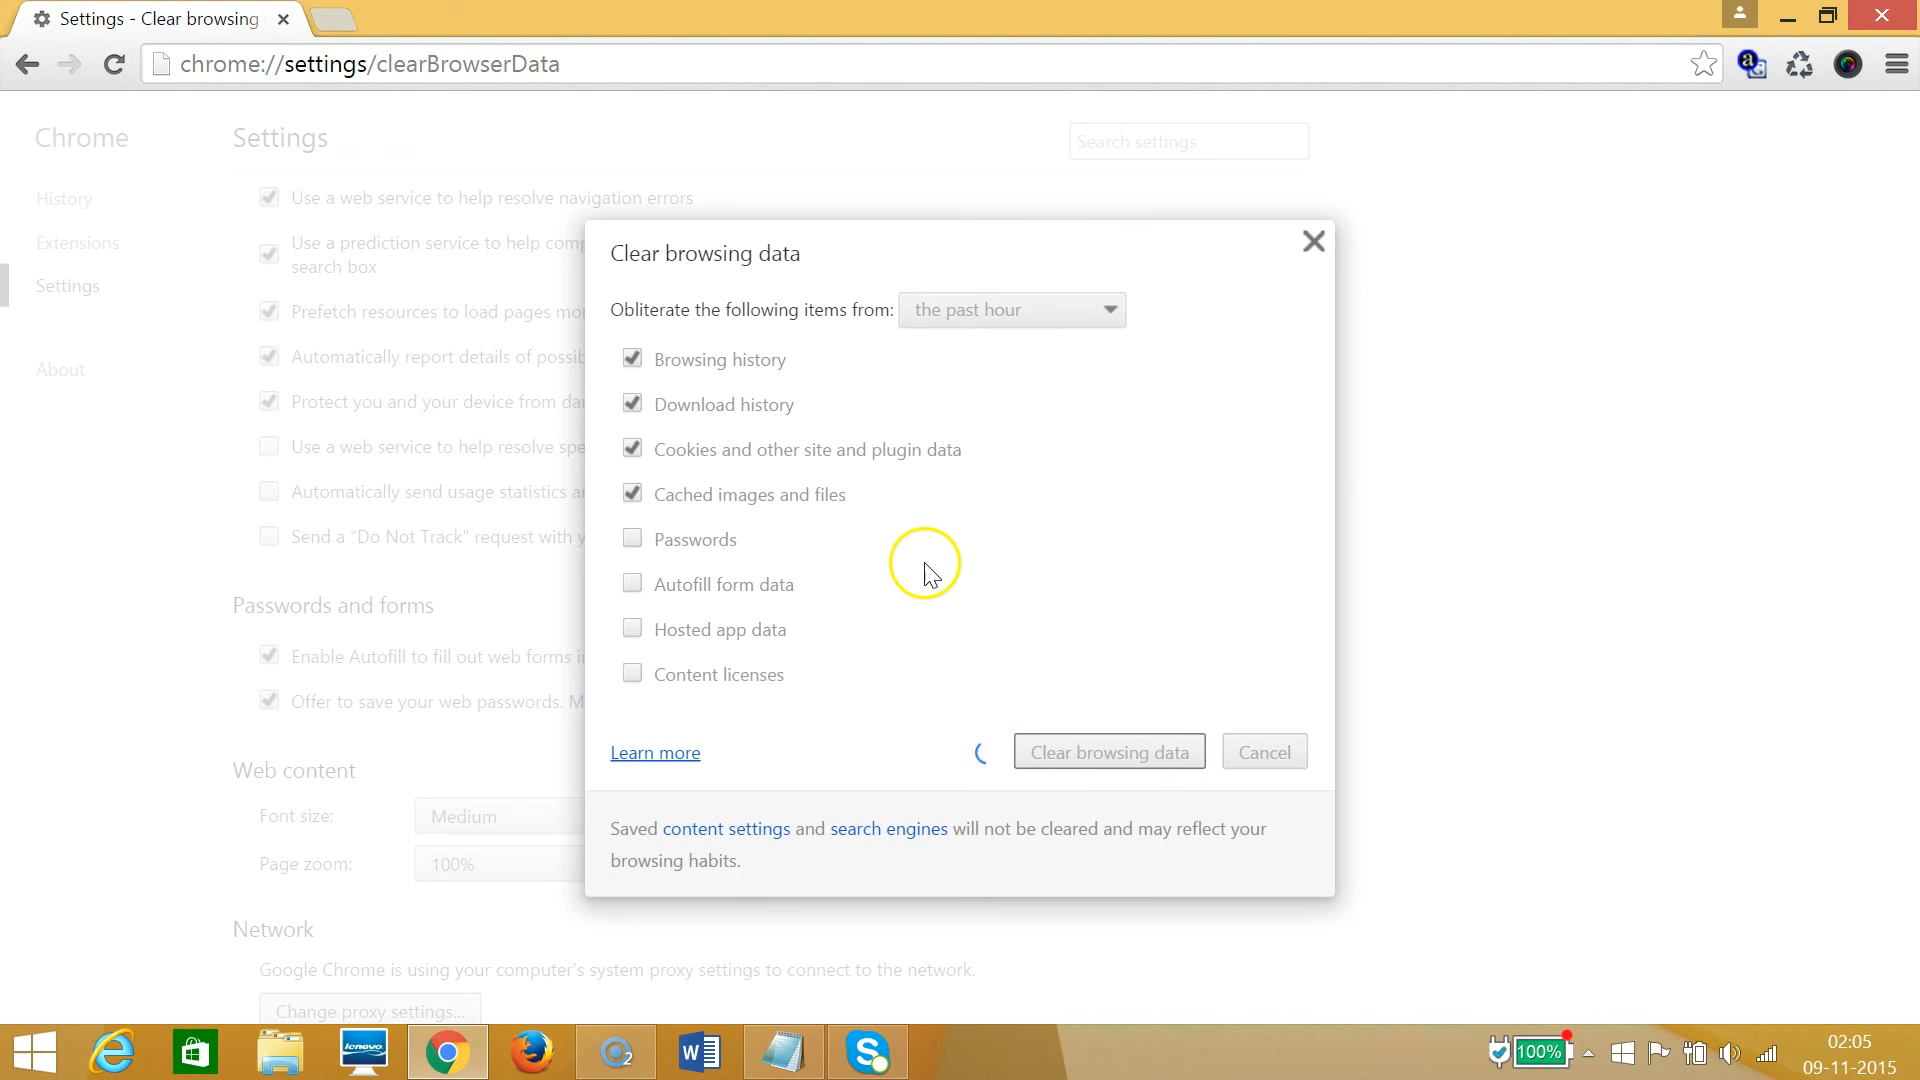 Settings - Clear browsing
chrome://settings/clearBrowserData
Chrome
Settings
Search settings
History
Extensions
Settings
About
Use a web service to help resolve navigation errors
Use a prediction service to help comp
search box
Prefetch resources to load pages mo
Automatically report details of possib
Protect you and your device from dan
Use a web service to help resolve spe
Automatically send usage statistics a
Send a "Do Not Track" request with y
Passwords and forms
Enable Autofill to fill out web forms i
Offer to save your web passwords. M
Web content
Font size:
Medium
Page zoom:
100%
Network
Google Chrome is using your computer's system proxy settings to connect to the network.
Change proxy settings...
Clear browsing data
Obliterate the following items from: the past hour
Browsing history
Download history
Cookies and other site and plugin data
Cached images and files
Passwords
Autofill form data
Hosted app data
Content licenses
Learn more
Clear browsing data
Cancel
Saved content settings and search engines will not be cleared and may reflect your
browsing habits.
lenovo
100%
02:05
09-11-2015